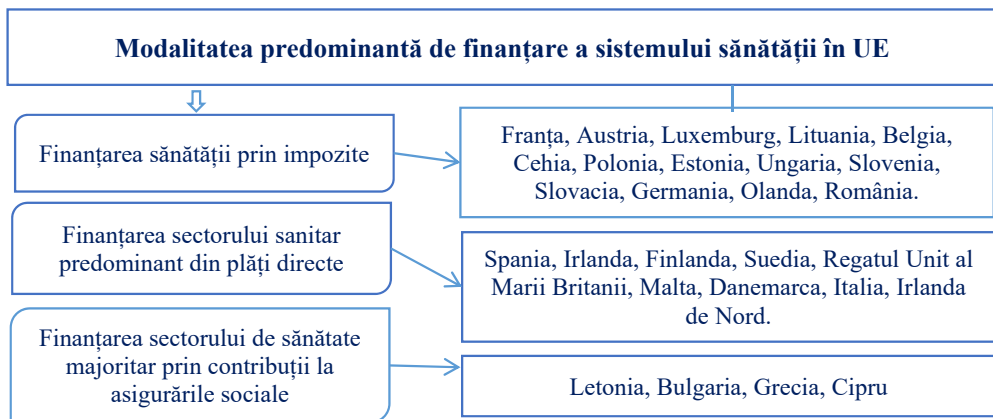 Modalitatea predominantă de finanțare a sistemului sănătății în UE
Finanțarea sănătății prin impozite
Franța, Austria, Luxemburg, Lituania, Belgia,
Cehia, Polonia, Estonia, Ungaria, Slovenia,
Slovacia, Germania, Olanda, România.
Finanțarea sectorului sanitar
predominant din plăți directe
Spania, Irlanda, Finlanda, Suedia, Regatul Unit al
Marii Britanii, Malta, Danemarca, Italia, Irlanda
de Nord.
Finanțarea sectorului de sănătate
majoritar prin contribuții la
asigurările sociale
Letonia, Bulgaria, Grecia, Cipru